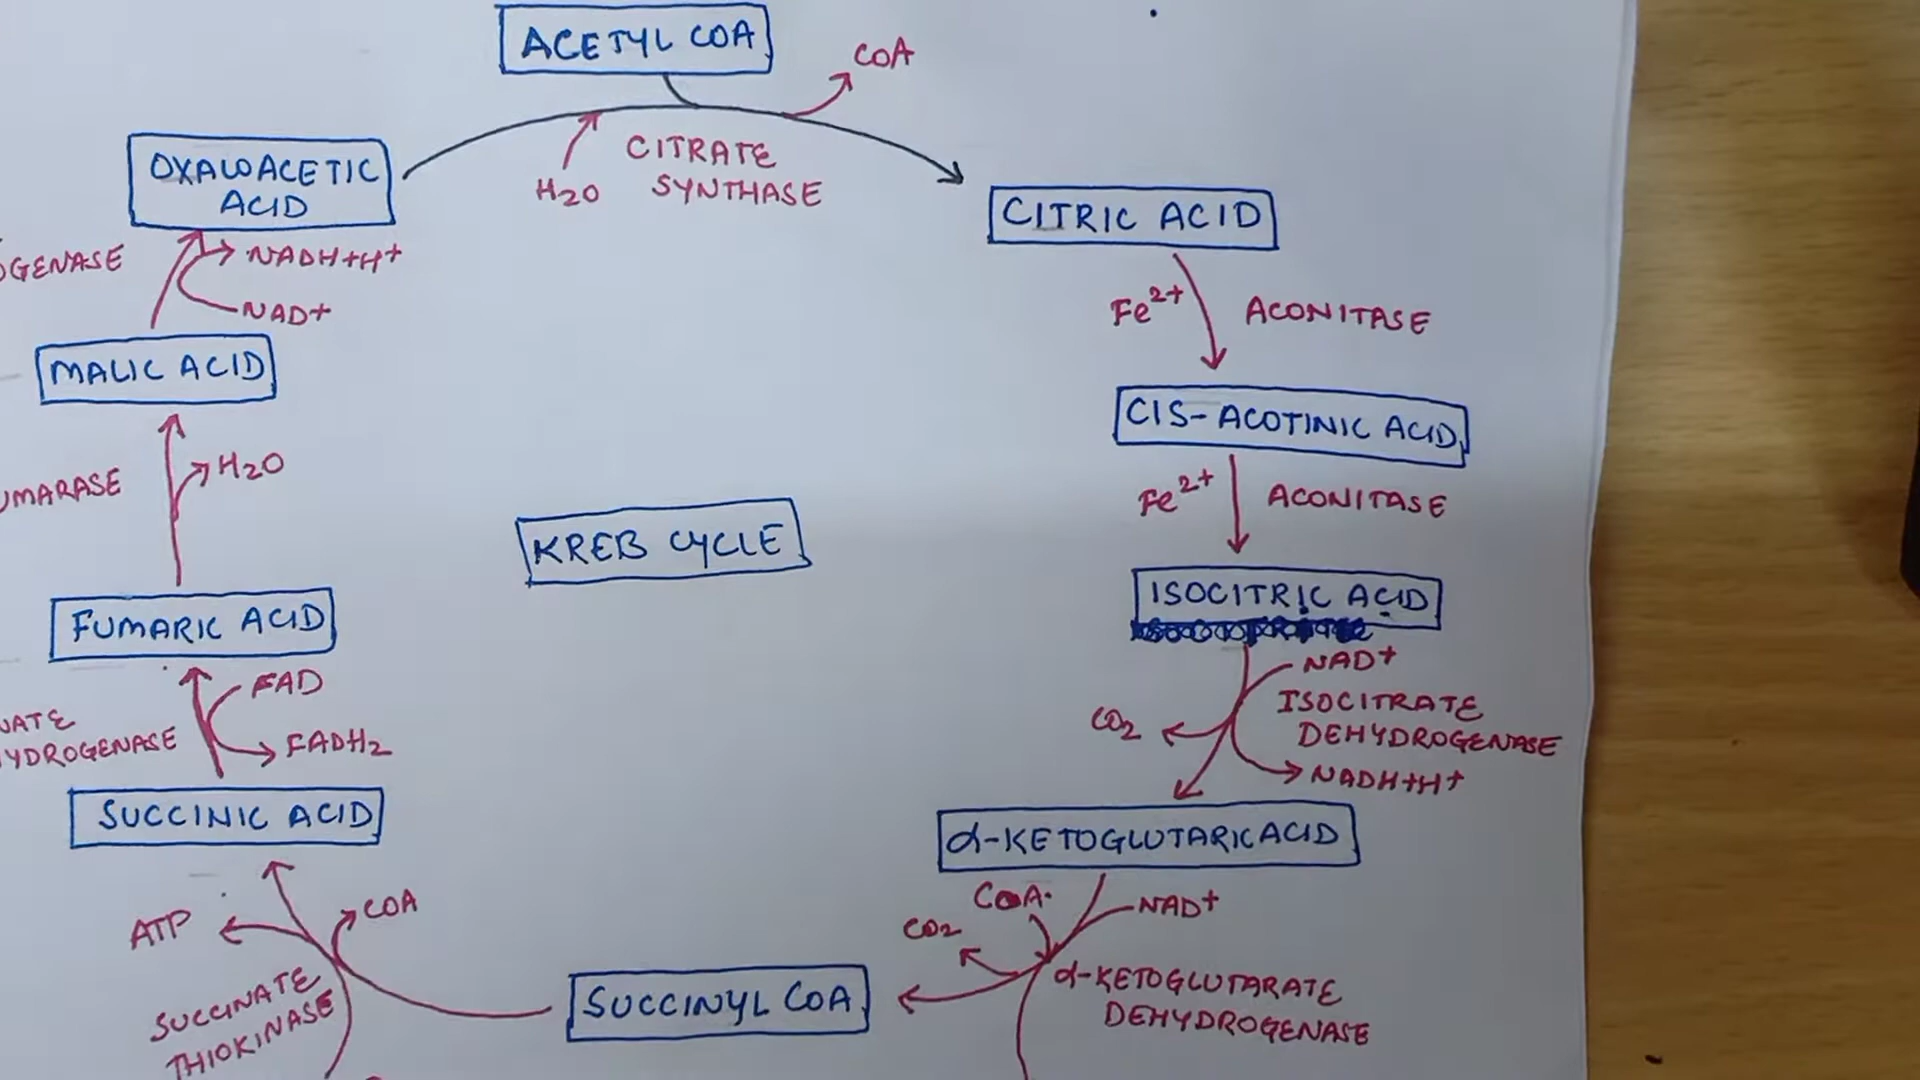 ACETYL COA
COA
OXALOACETIC
ACID
H2O
CITRATE
SYNTHASE
CITRIC ACID
OGENASE
NADH+H+
NAD+
Fe2+
ACONITASE
MALIC ACID
CIS-ACOTINIC ACID
UMARASE
H2O
Fe2+
ACONITASE
KREB CYCLE
ISOCITRIC ACID
FUMARIC ACID
NAD+
ISOCITRATE
DEHYDROGENASE
CO2
NADH+H+
FAD
NATE
YDROGENASE
FADH2
SUCCINIC ACID
α-KETOGLUTARICACID
COA
NAD+
CO2
α-KETOGLUTARATE
DEHYDROGENASE
ATP
COA
SUCCINATE
THIOKINASE
SUCCINYL COA